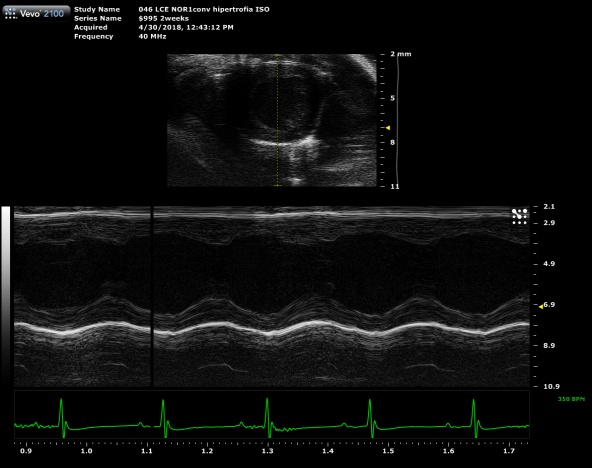 Vevo 2100
Study Name 046 LCE NOR1conv hipertrofia ISO
Series Name S995 2weeks
Acquired 4/30/2018, 12:43:12 PM
Frequency 40 MHz
2 mm
5
8
11
2.1
2.9
4.9
6.9
8.9
10.9
358 BPM
0.9 1.0 1.1 1.2 1.3 1.4 1.5 1.6 1.7